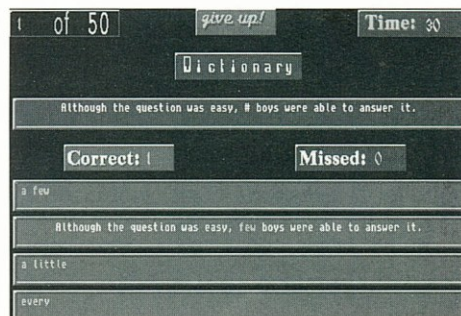 1 of 50 give up! Time: 30
Dictionary
Although the question was easy, # boys were able to answer it.
Correct: 1 Missed: 0
a few
Although the question was easy, few boys were able to answer it.
a little
every